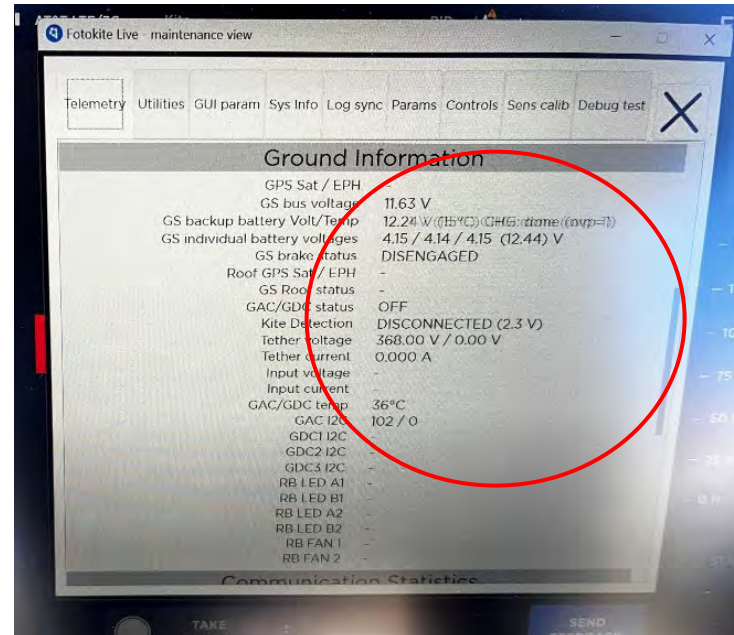 Fotokite Live - maintenance view
Telemetry Utilities GUI param Sys Info Log sync Params Controls Sens calib Debug test
Ground Information
GPS Sat / EPH -
GS bus voltage 11.63 V
GS backup battery Volt/Temp 12.24 V (15°C) CHG: done (ovp=1)
GS individual battery voltages 4.15 / 4.14 / 4.15 (12.44) V
GS brake status DISENGAGED
Roof GPS Sat / EPH -
GS Roof status -
GAC/GDC status OFF
Kite Detection DISCONNECTED (2.3 V)
Tether voltage 368.00 V / 0.00 V
Tether current 0.000 A
Input voltage -
Input current -
GAC/GDC temp 36°C
GAC I2C 102 / 0
GDC1 I2C -
GDC2 I2C -
GDC3 I2C -
RB LED A1 -
RB LED B1 -
RB LED A2 -
RB LED B2 -
RB FAN 1 -
RB FAN 2 -
Communication Statistics
TAKE
SEND